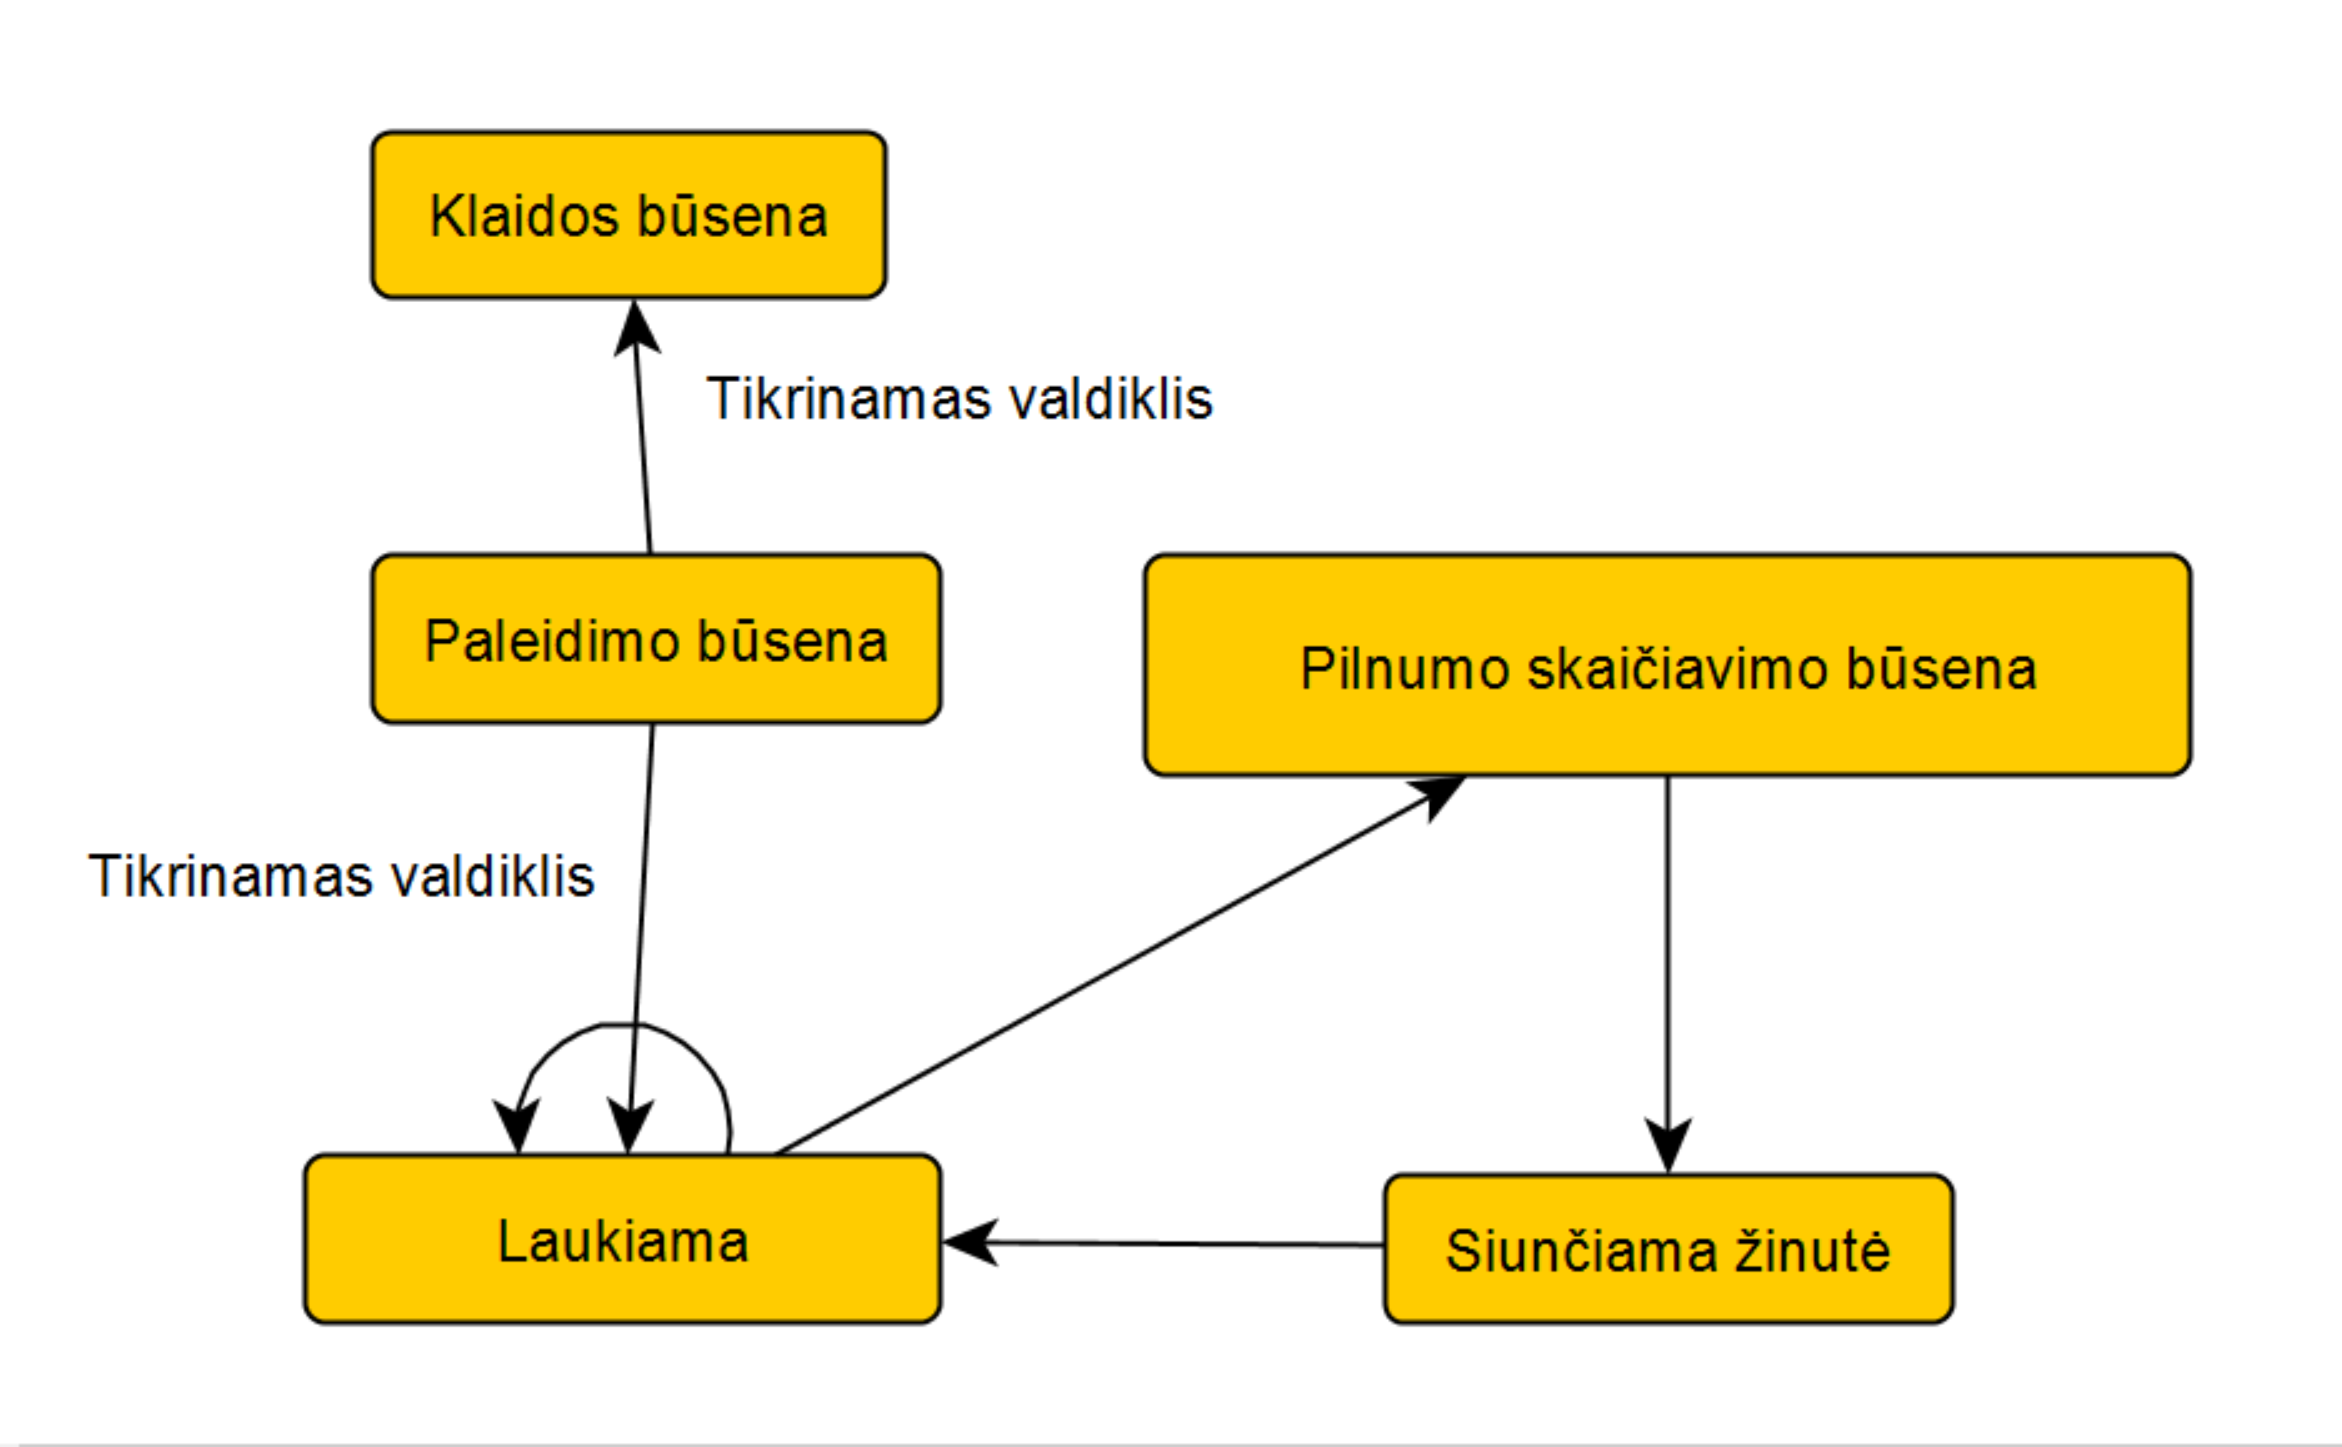 Klaidos būsena
Tikrinamas valdiklis
Paleidimo būsena
Pilnumo skaičiavimo būsena
Tikrinamas valdiklis
Laukiama
Siunčiama žinutė